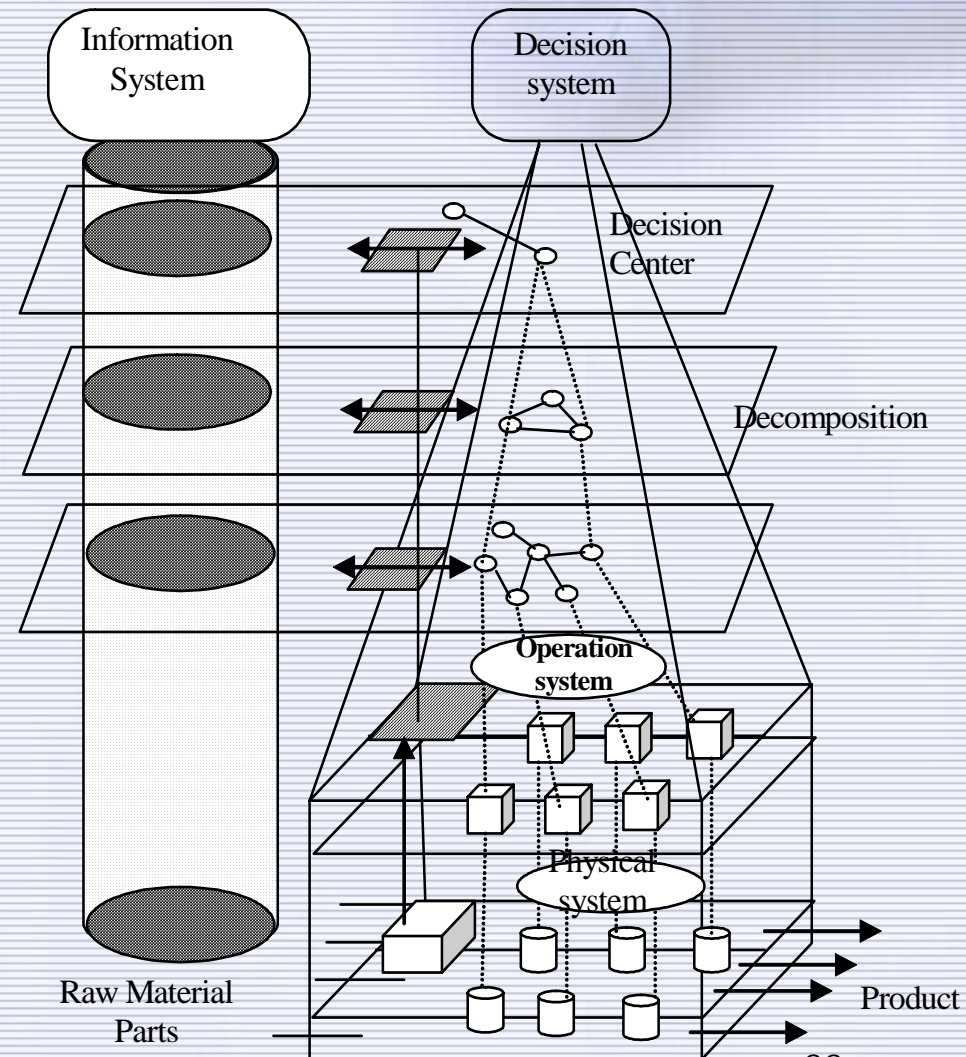 Information
System
Decision
system
Decision
Center
Decomposition
Operation
system
Physical
system
Raw Material
Parts
Product